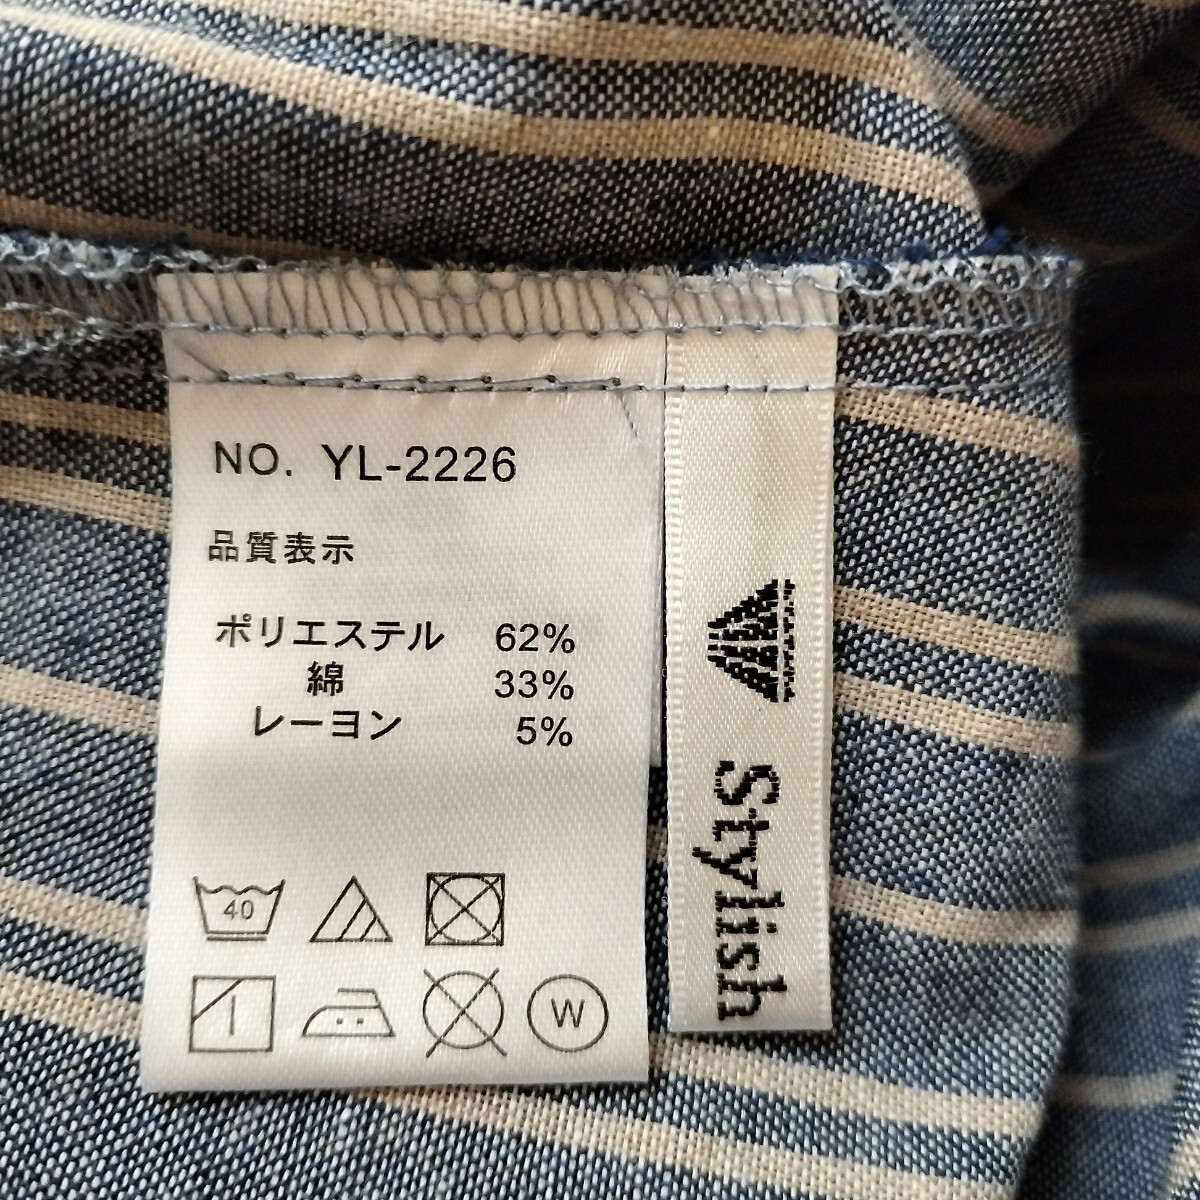 NO. YL-2226
品質表示
ポリエステル 62%
綿 33%
レーヨン 5%
40
W
Stylish